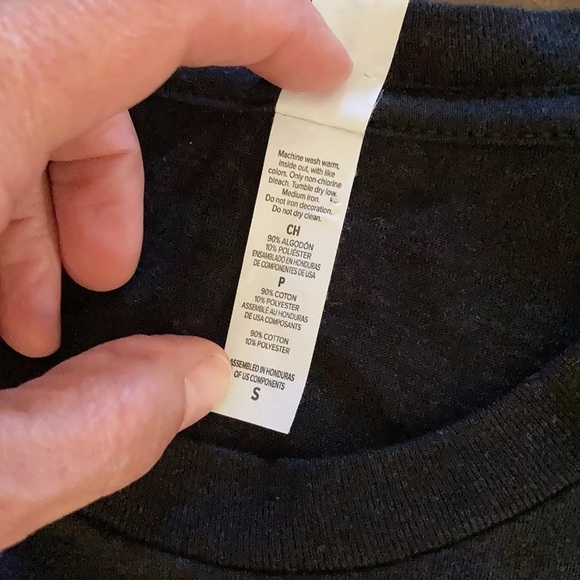 Machine wash warm,
inside out, with like
colors. Only non-chlorine
bleach. Tumble dry low.
Medium iron.
Do not iron decoration.
Do not dry clean.
CH
90% ALGODÓN
10% POLIÉSTER
ENSAMBLADO EN HONDURAS
DE COMPONENTES DE USA
P
90% COTON
10% POLYESTER
ASSEMBLÉ AU HONDURAS
DE USA COMPOSANTS
90% COTTON
10% POLYESTER
ASSEMBLED IN HONDURAS
OF US COMPONENTS
S